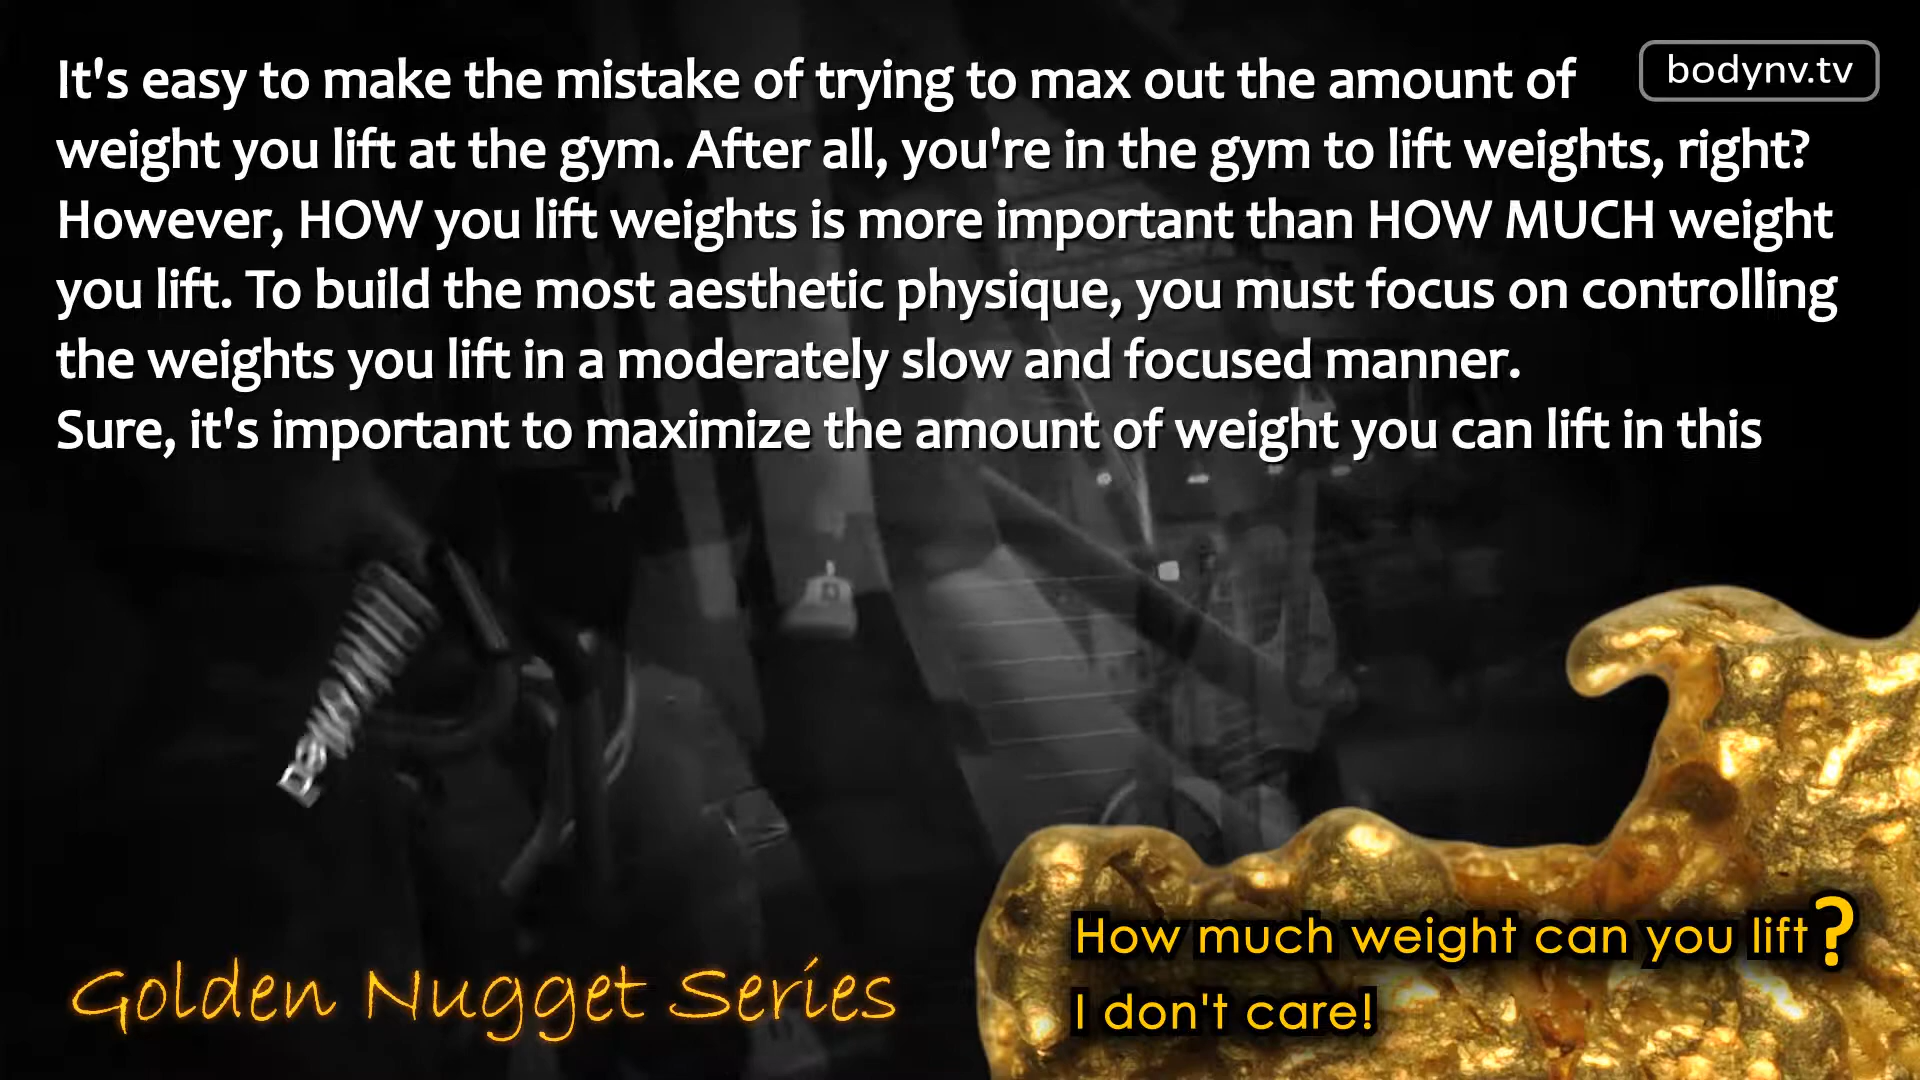 It's easy to make the mistake of trying to max out the amount of
bodynv.tv
weight you lift at the gym. After all, you're in the gym to lift weights, right?
However, HOW you lift weights is more important than HOW MUCH weight
you lift. To build the most aesthetic physique, you must focus on controlling
the weights you lift in a moderately slow and focused manner.
Sure, it's important to maximize the amount of weight you can lift in this
How much weight can you lift?
Golden Nugget Series
I don't care!